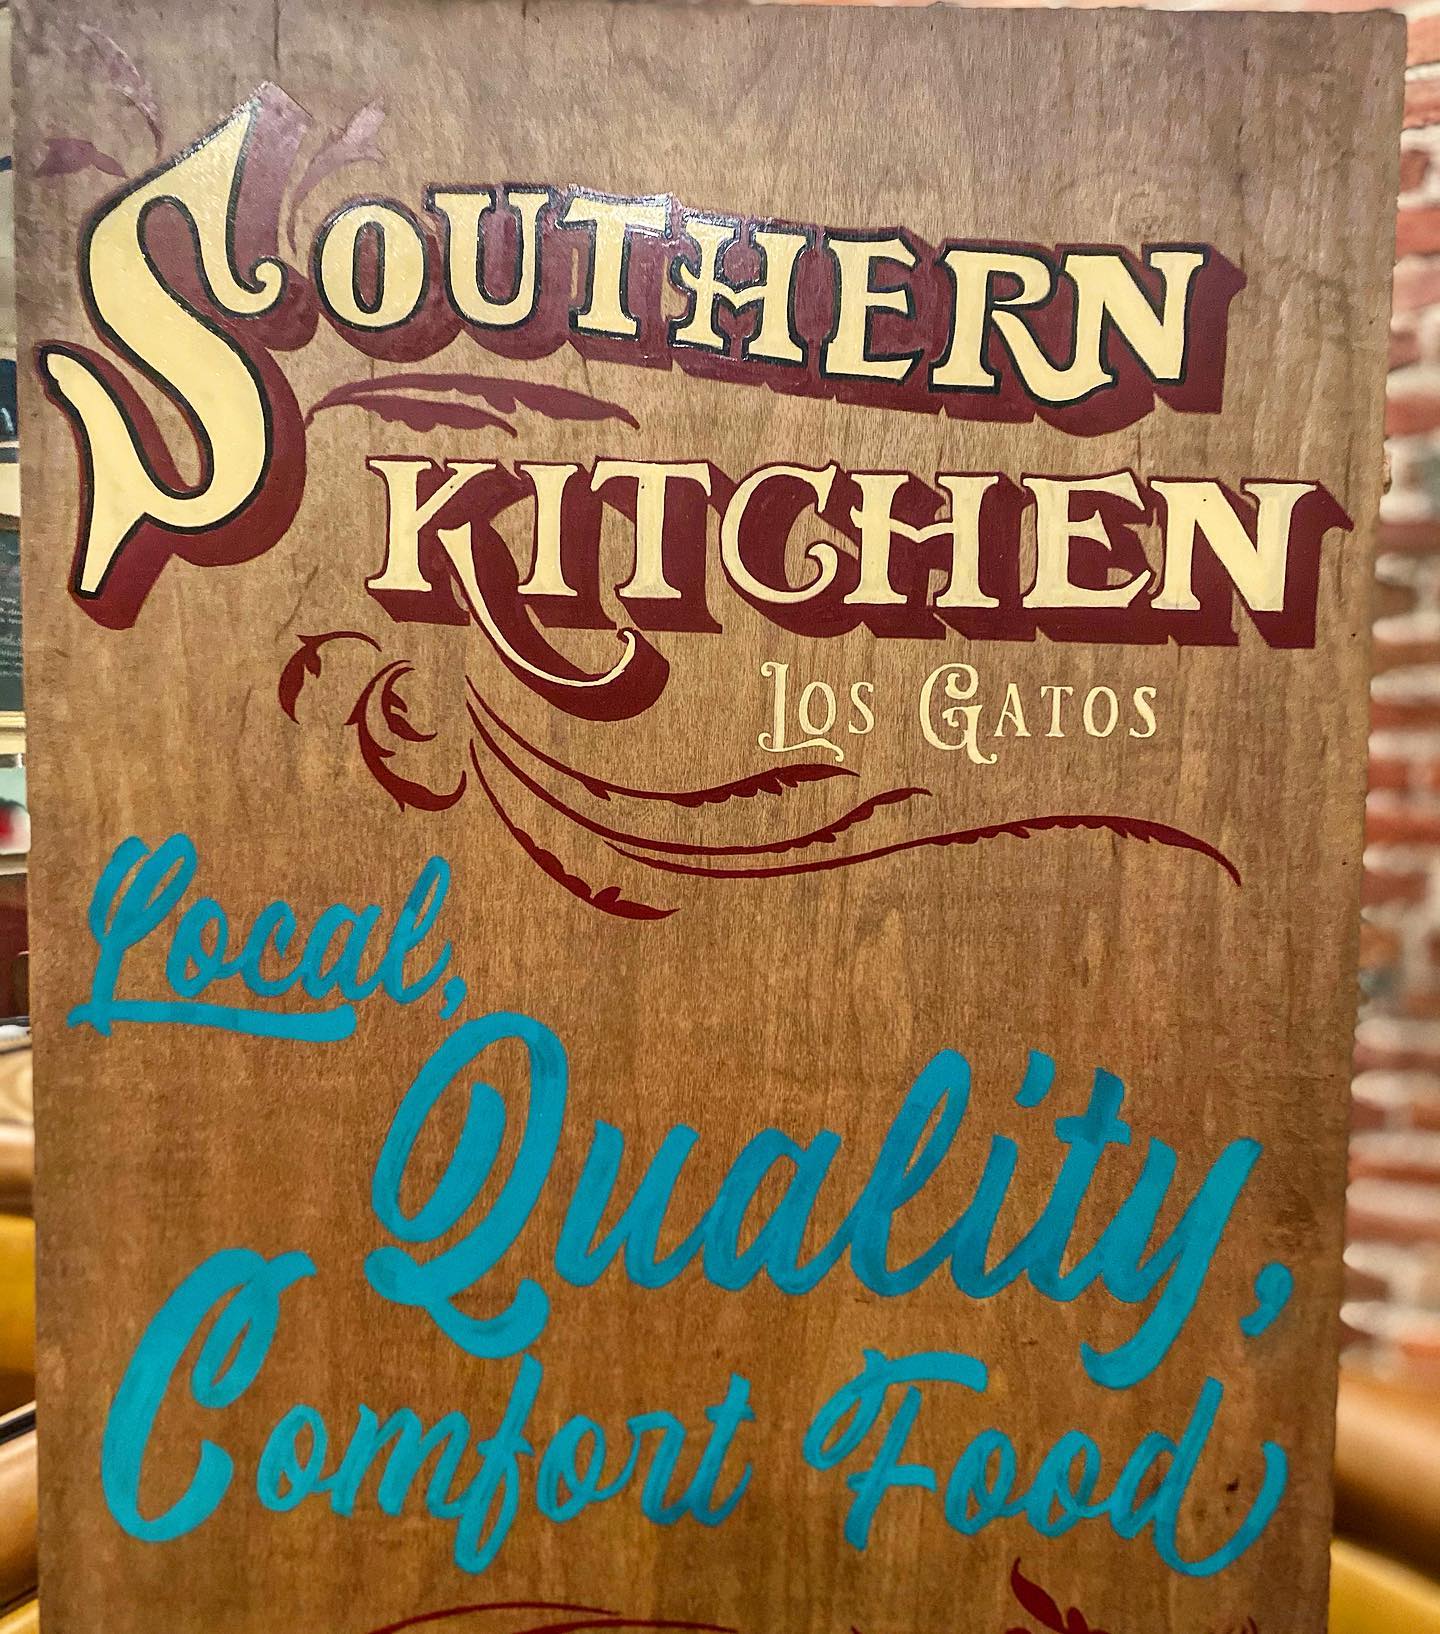 SOUTHERN
KITCHEN
LOS GATOS
Local,
Quality,
Comfort Food